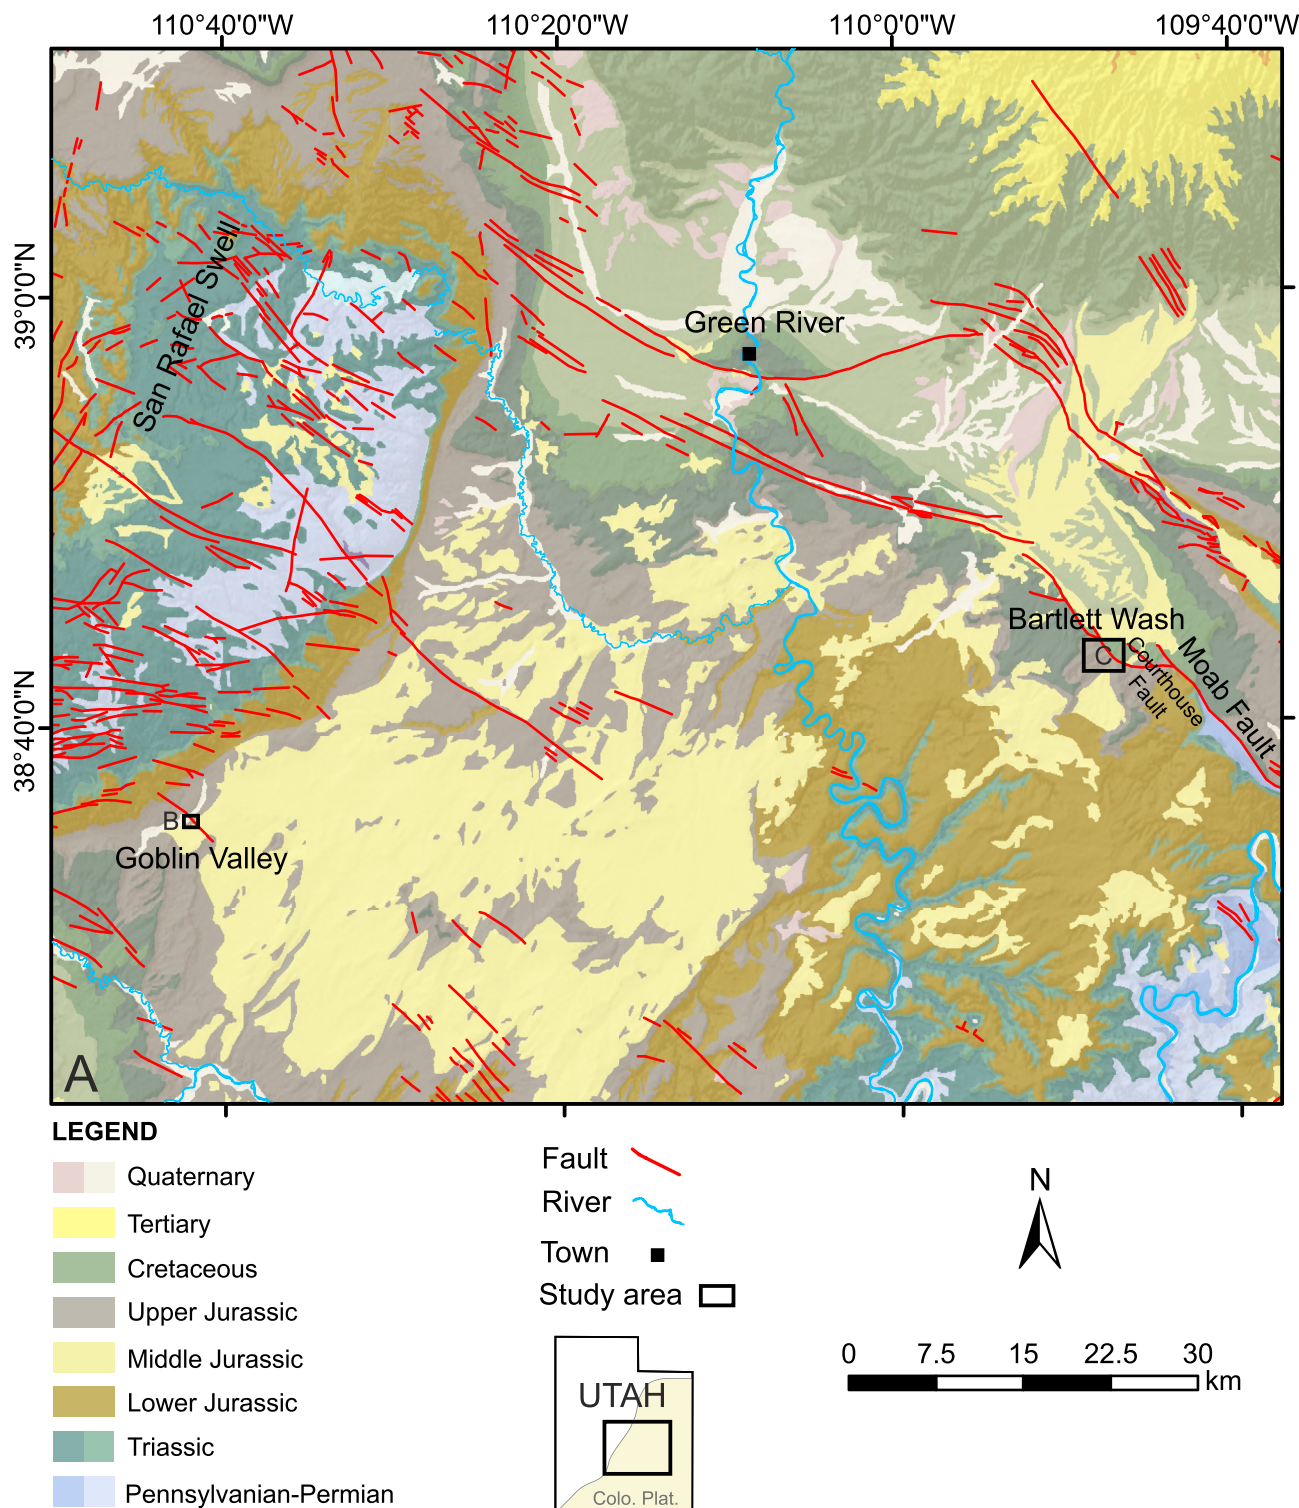 110°40'0"W 110°20'0"W 110°0'0"W 109°40'0"W
39°0'0"N
38°40'0"N
San Rafael Swell
Green River
Bartlett Wash
C
Courthouse
Fault
Moab Fault
B
Goblin Valley
A
LEGEND
Quaternary
Tertiary
Cretaceous
Upper Jurassic
Middle Jurassic
Lower Jurassic
Triassic
Pennsylvanian-Permian
Fault
River
Town
Study area
UTAH
Colo. Plat.
N
0 7.5 15 22.5 30
km